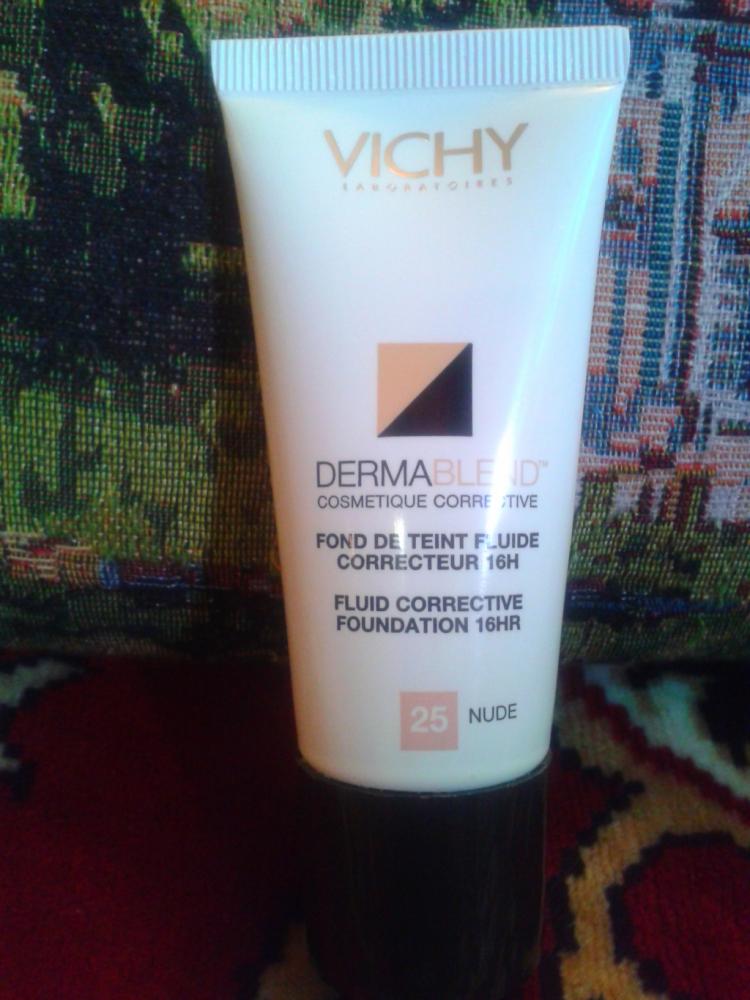 VICHY
LABORATOIRES
DERMABLEND™
COSMETIQUE CORRECTIVE
FOND DE TEINT FLUIDE
CORRECTEUR 16H
FLUID CORRECTIVE
FOUNDATION 16HR
25 NUDE